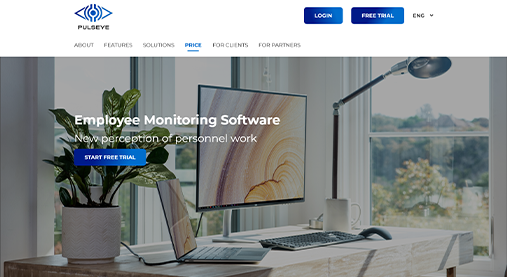 PULSEYE
LOGIN
FREE TRIAL
ENG
ABOUT
FEATURES
SOLUTIONS
PRICE
FOR CLIENTS
FOR PARTNERS
Employee Monitoring Software
New perception of personnel work
START FREE TRIAL